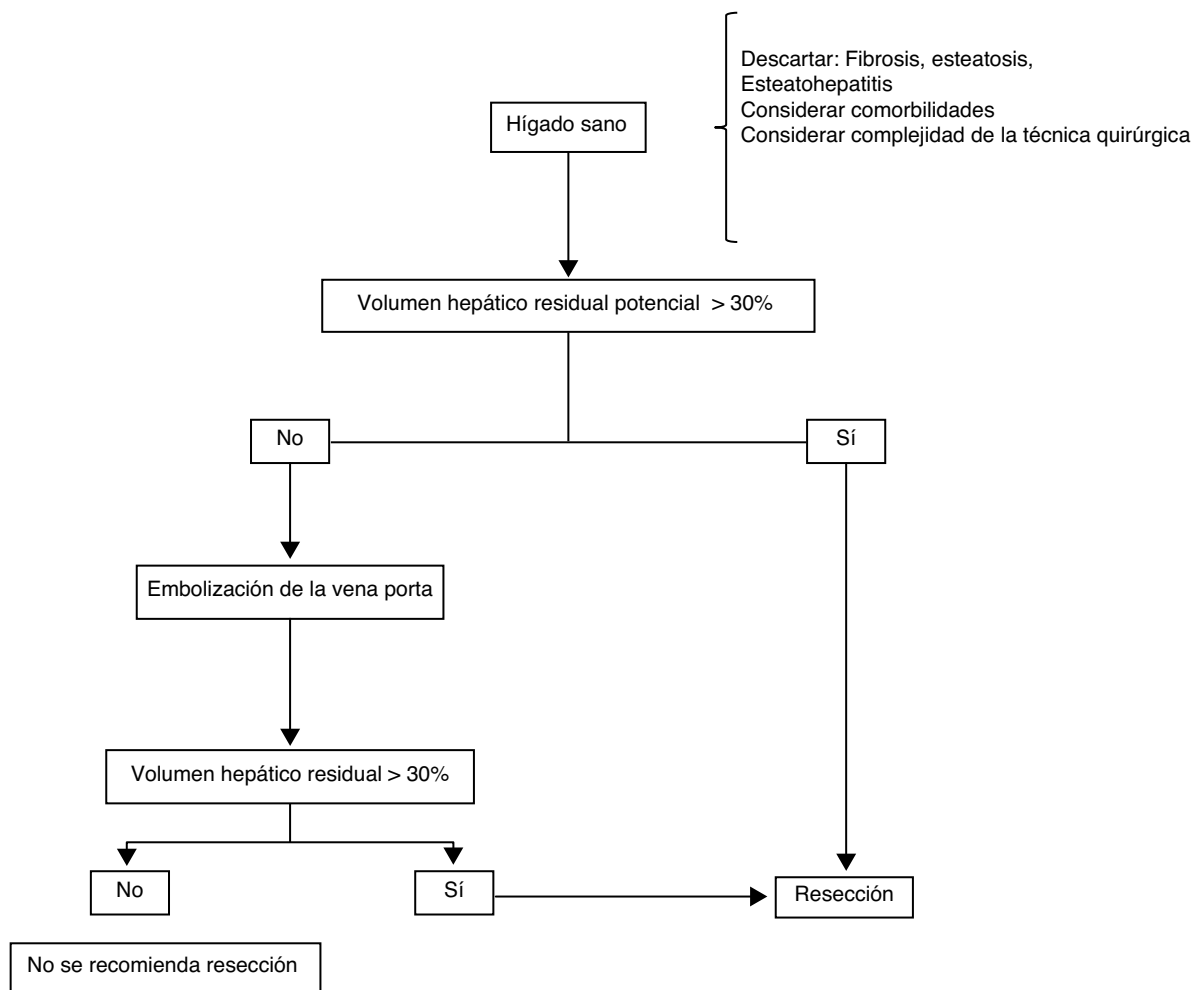 Descartar: Fibrosis, esteatosis,
Esteatohepatitis
Considerar comorbilidades
Considerar complejidad de la técnica quirúrgica
Hígado sano
Volumen hepático residual potencial > 30%
No
Sí
Embolización de la vena porta
Volumen hepático residual > 30%
No
Sí
Resección
No se recomienda resección